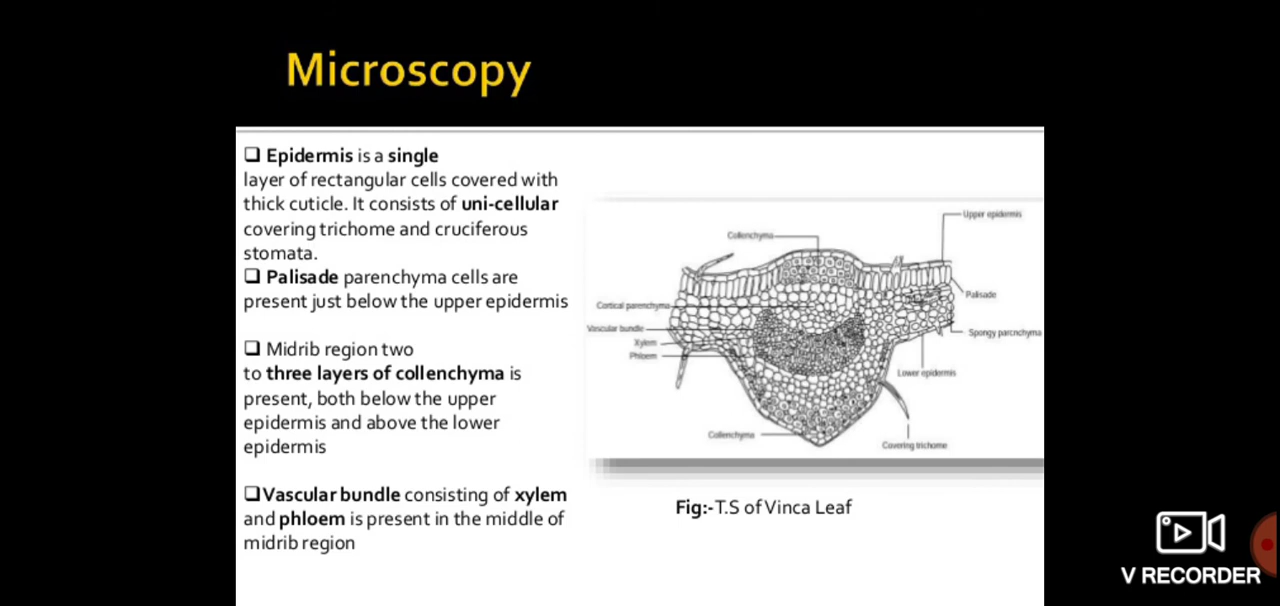 Microscopy
❑ Epidermis is a single
layer of rectangular cells covered with
thick cuticle. It consists of uni-cellular
covering trichome and cruciferous
stomata.
❑ Palisade parenchyma cells are
present just below the upper epidermis
❑ Midrib region two
to three layers of collenchyma is
present, both below the upper
epidermis and above the lower
epidermis
❑Vascular bundle consisting of xylem
and phloem is present in the middle of
midrib region
Upper epidermis
Collenchyma
Palisade
Cortical parenchyma
Vascular bundle
Spongy parenchyma
Xylem
Phloem
Lower epidermis
Collenchyma
Covering trichome
Fig:-T.S of Vinca Leaf
V RECORDER